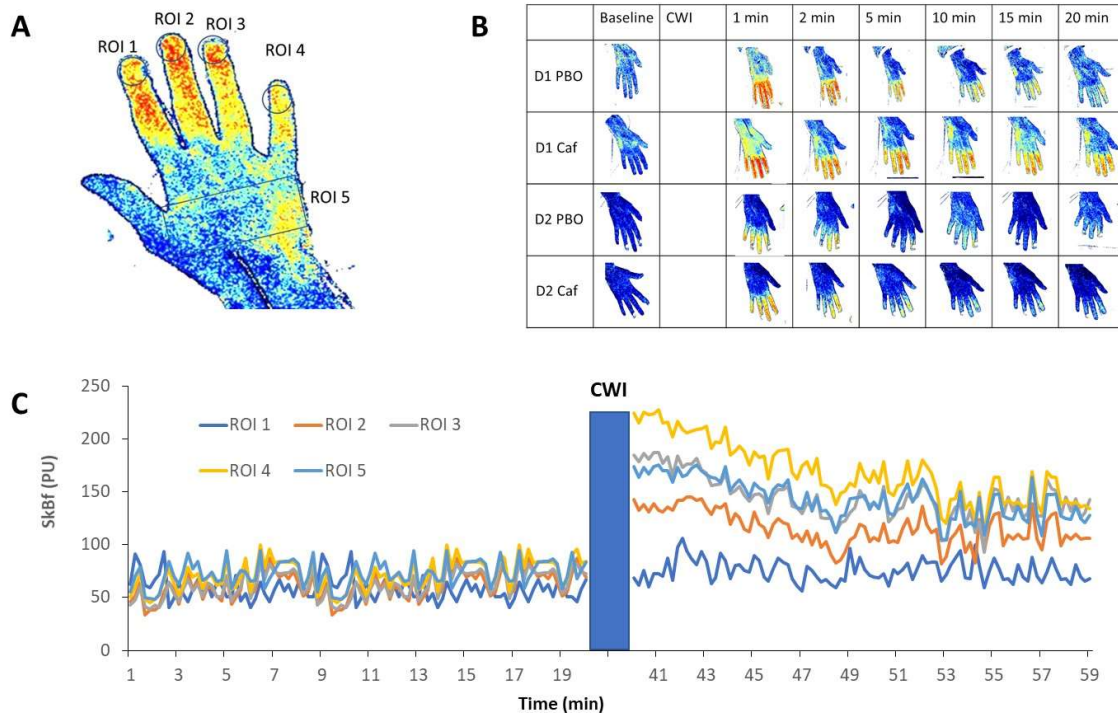 A
ROI 1
ROI 2
ROI 3
ROI 4
ROI 5
B
Baseline CWI 1 min 2 min 5 min 10 min 15 min 20 min
D1 PBO
D1 Caf
D2 PBO
D2 Caf
C
CWI
ROI 1 ROI 2 ROI 3
ROI 4 ROI 5
SkBf (PU)
250
200
150
100
50
0
1 3 5 7 9 11 13 15 17 19 41 43 45 47 49 51 53 55 57 59
Time (min)